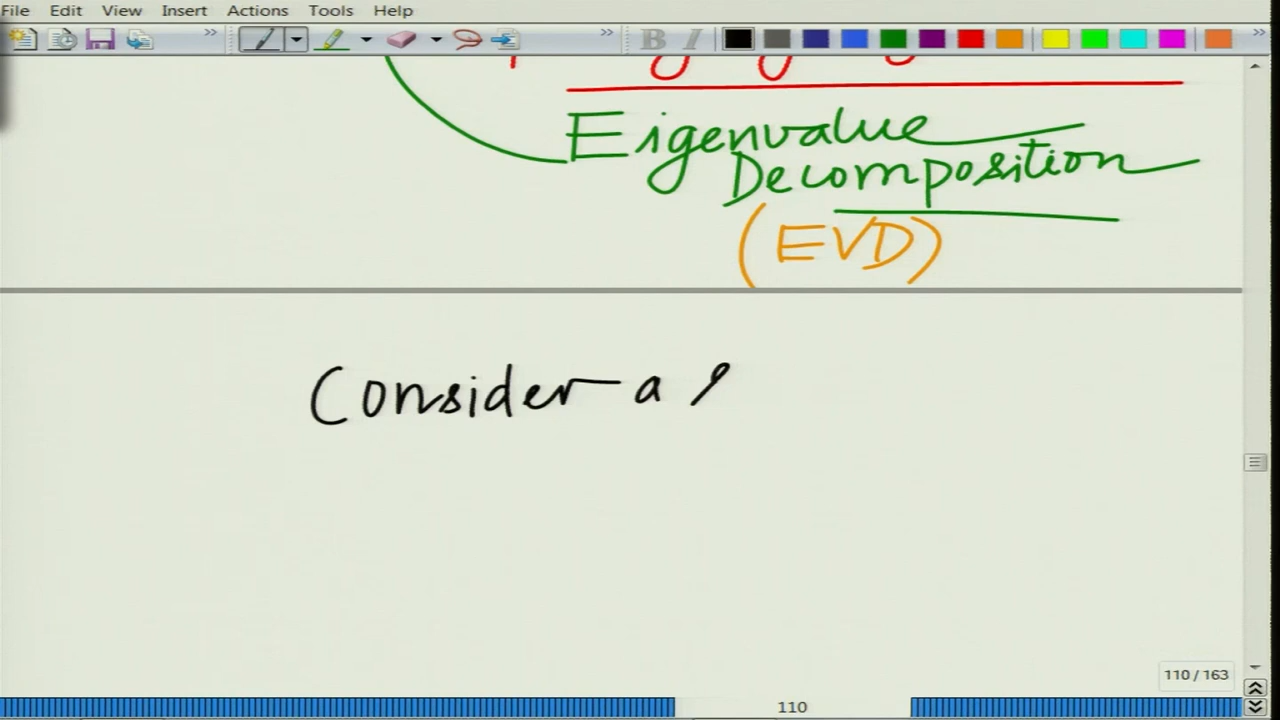 File Edit View Insert Actions Tools Help
B I
Eigenvalue
Decomposition
(EVD)
Consider a
110 / 163
110